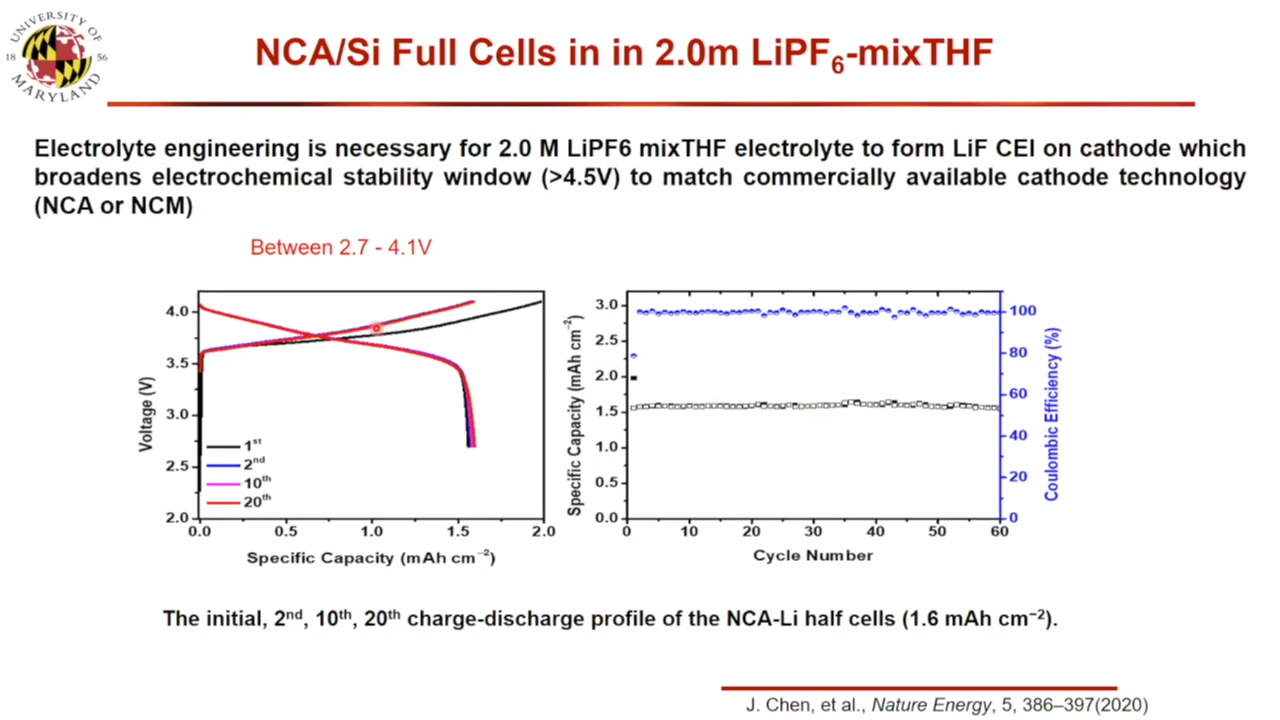 UNIVERSITY OF
18 56
MARYLAND
NCA/Si Full Cells in in 2.0m LiPF₆-mixTHF
Electrolyte engineering is necessary for 2.0 M LiPF6 mixTHF electrolyte to form LiF CEI on cathode which
broadens electrochemical stability window (>4.5V) to match commercially available cathode technology
(NCA or NCM)
Between 2.7 - 4.1V
Voltage (V)
4.0
3.5
3.0
2.5
2.0
1ˢᵗ
2ⁿᵈ
10ᵗʰ
20ᵗʰ
0.0 0.5 1.0 1.5 2.0
Specific Capacity (mAh cm⁻²)
Specific Capacity (mAh cm⁻²)
3.0
2.5
2.0
1.5
1.0
0.5
0.0
0 10 20 30 40 50 60
Cycle Number
100
80
60
40
20
0
Coulombic Efficiency (%)
The initial, 2ⁿᵈ, 10ᵗʰ, 20ᵗʰ charge-discharge profile of the NCA-Li half cells (1.6 mAh cm⁻²).
J. Chen, et al., Nature Energy, 5, 386–397(2020)